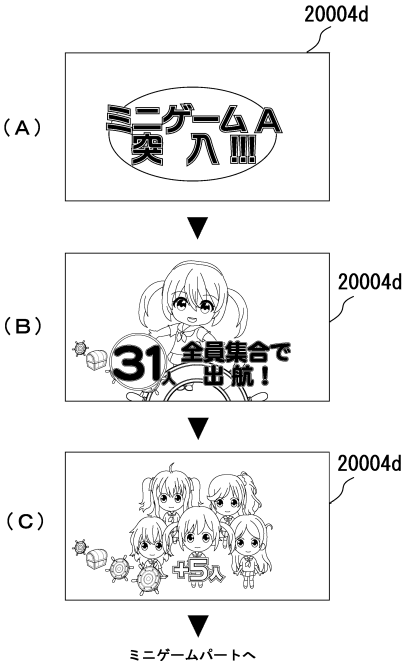 20004d
(A)
ミニゲームA
突入!!!
20004d
(B)
31人
全員集合で
出航！
20004d
(C)
+5人
ミニゲームパートへ